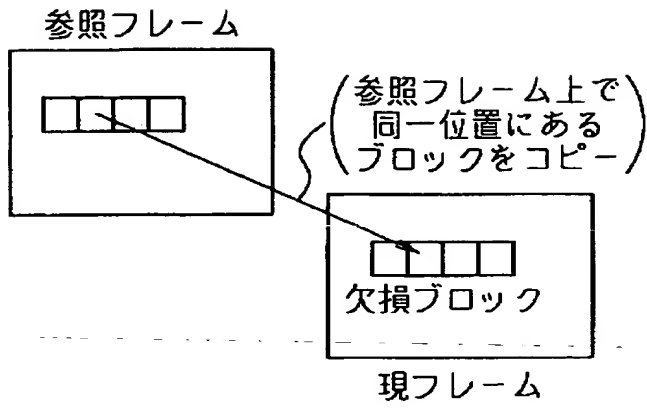 参照フレーム
(参照フレーム上で
同一位置にある
ブロックをコピー)
欠損ブロック
現フレーム